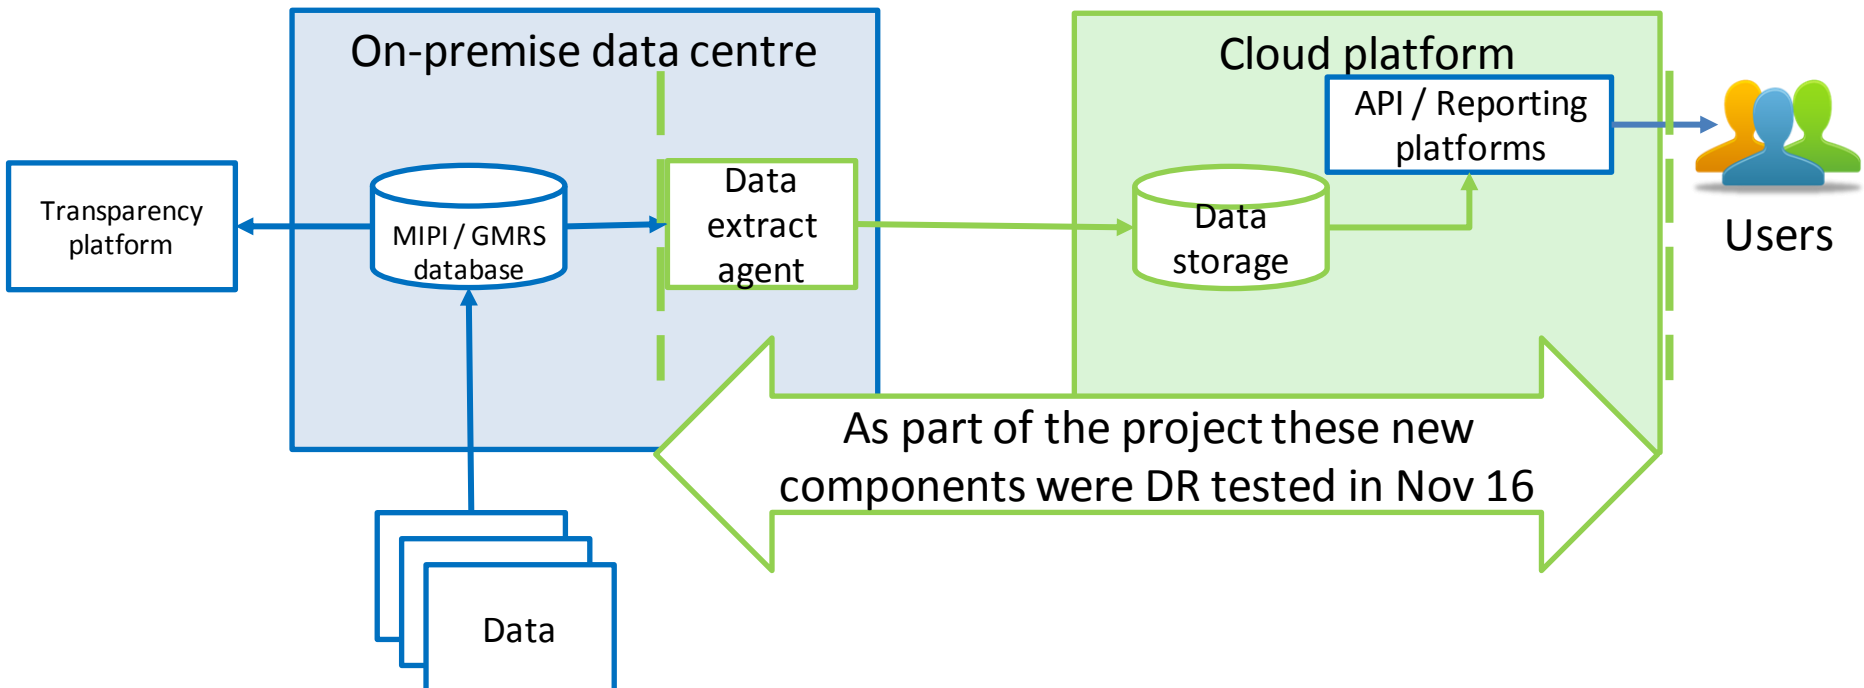 On-premise data centre
Cloud platform
API / Reporting
platforms
Transparency
platform
MIPI / GMRS
database
Data
extract
agent
Data
storage
Users
As part of the project these new
components were DR tested in Nov 16
Data